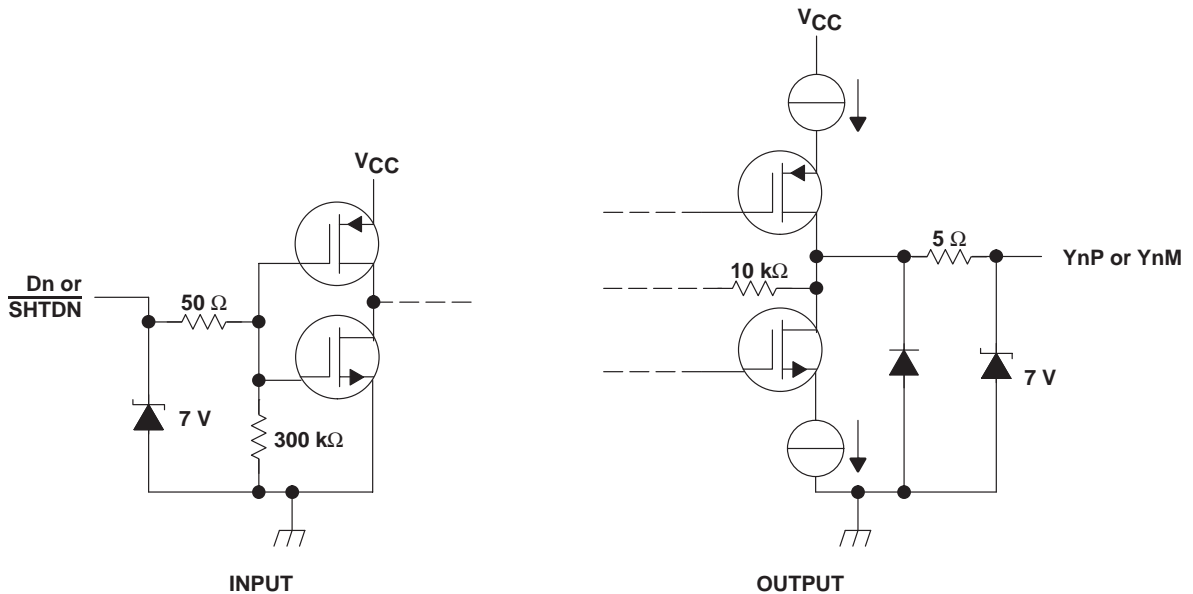 VCC
Dn or
SHTDN
50 Ω
7 V
300 kΩ
INPUT
VCC
10 kΩ
5 Ω
YnP or YnM
7 V
OUTPUT